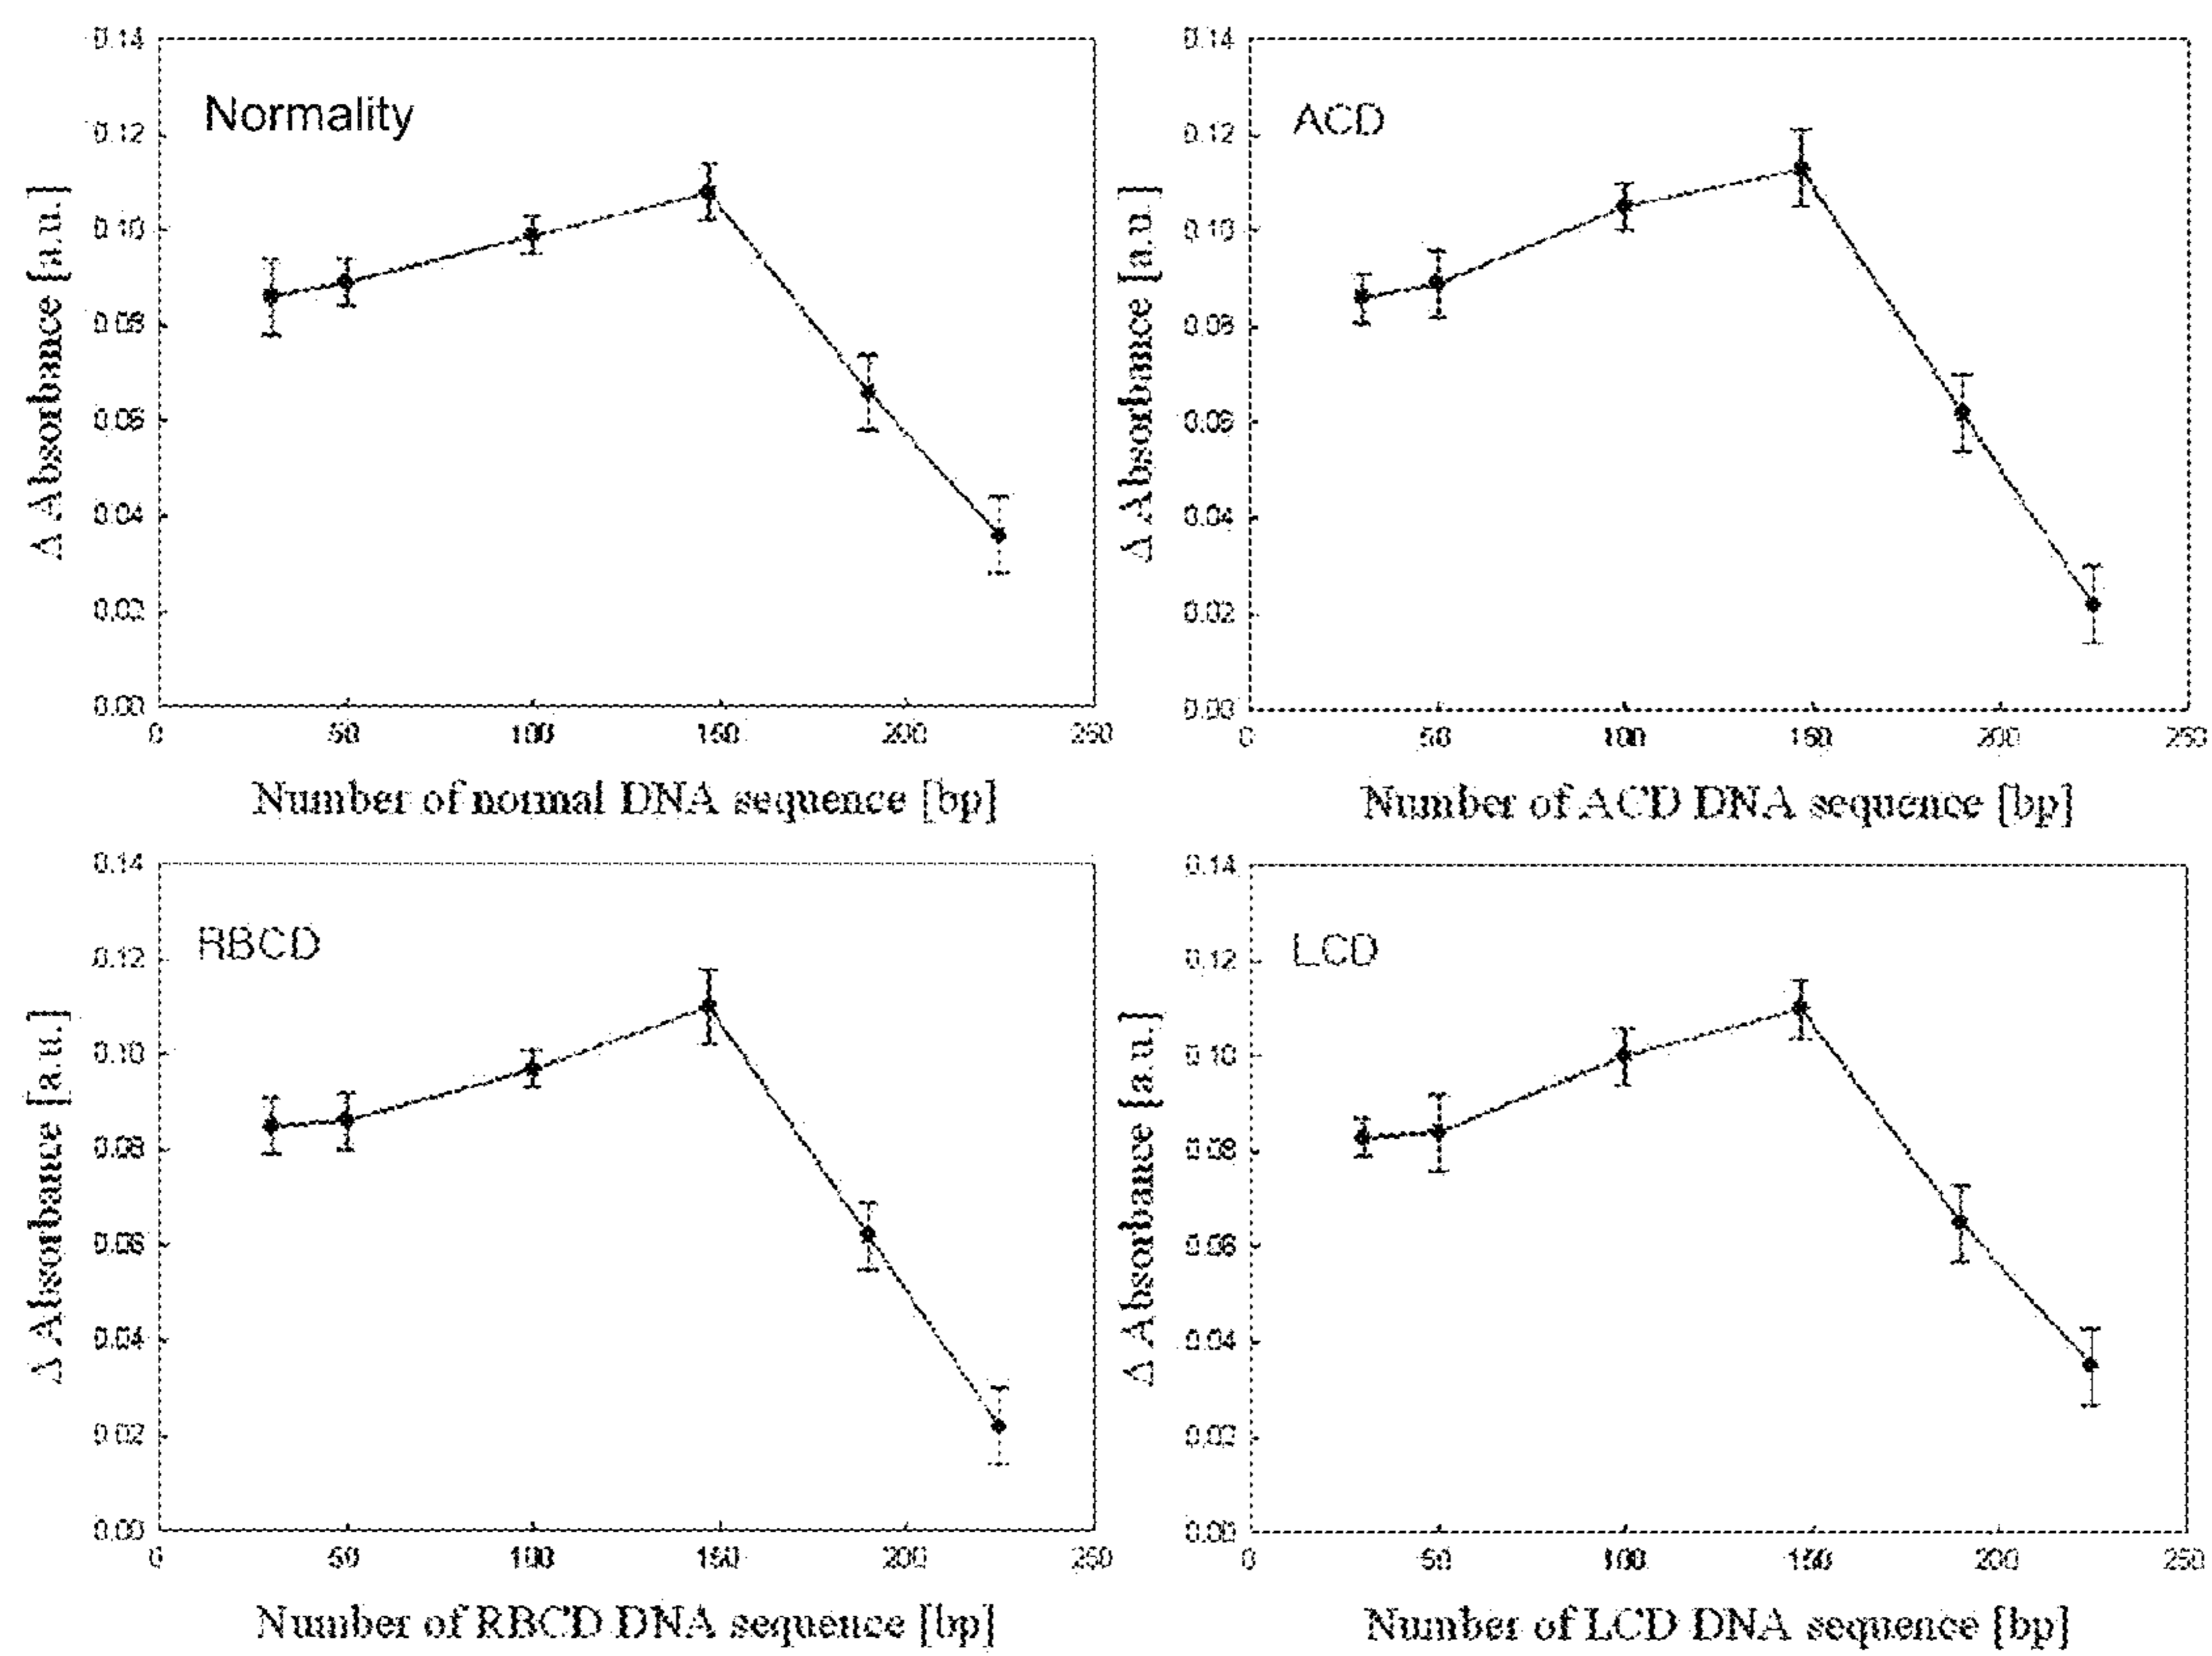 Normality
Δ Absorbance [a.u.]
0.14
0.12
0.10
0.08
0.06
0.04
0.02
0.00
0 50 100 150 200 250
Number of normal DNA sequence [bp]
ACD
Δ Absorbance [a.u.]
0.14
0.12
0.10
0.08
0.06
0.04
0.02
0.00
0 50 100 150 200 250
Number of ACD DNA sequence [bp]
RBCD
Δ Absorbance [a.u.]
0.14
0.12
0.10
0.08
0.06
0.04
0.02
0.00
0 50 100 150 200 250
Number of RBCD DNA sequence [bp]
LCD
Δ Absorbance [a.u.]
0.14
0.12
0.10
0.08
0.06
0.04
0.02
0.00
0 50 100 150 200 250
Number of LCD DNA sequence [bp]